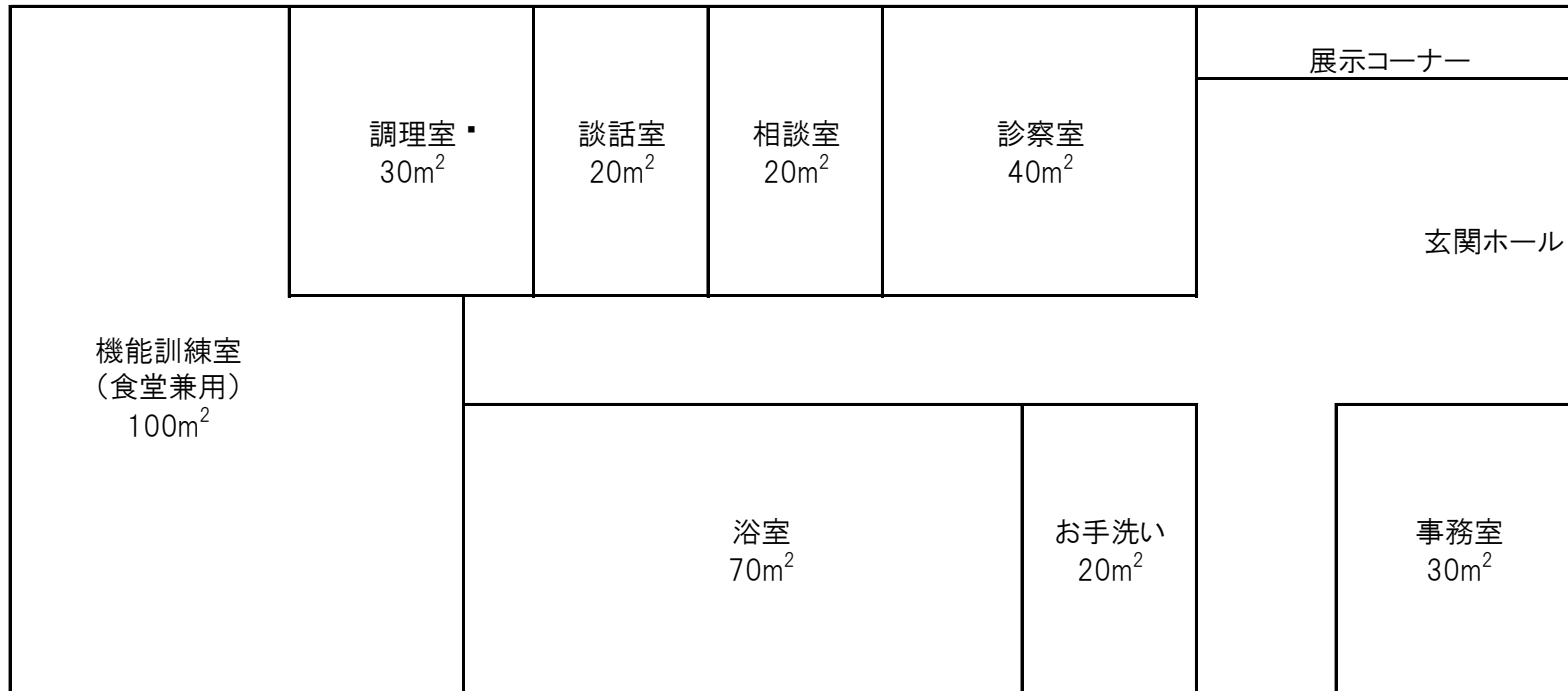 展示コーナー
調理室・
30m²
談話室
20m²
相談室
20m²
診察室
40m²
玄関ホール
機能訓練室
（食堂兼用）
100m²
浴室
70m²
お手洗い
20m²
事務室
30m²